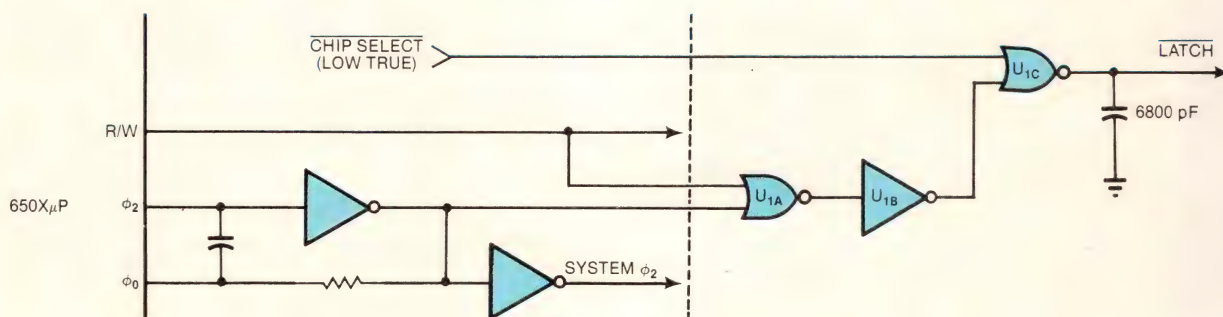 CHIP SELECT
(LOW TRUE)
U1C
LATCH
6800 pF
R/W
650XμP
ϕ2
U1A
U1B
ϕ0
SYSTEM ϕ2